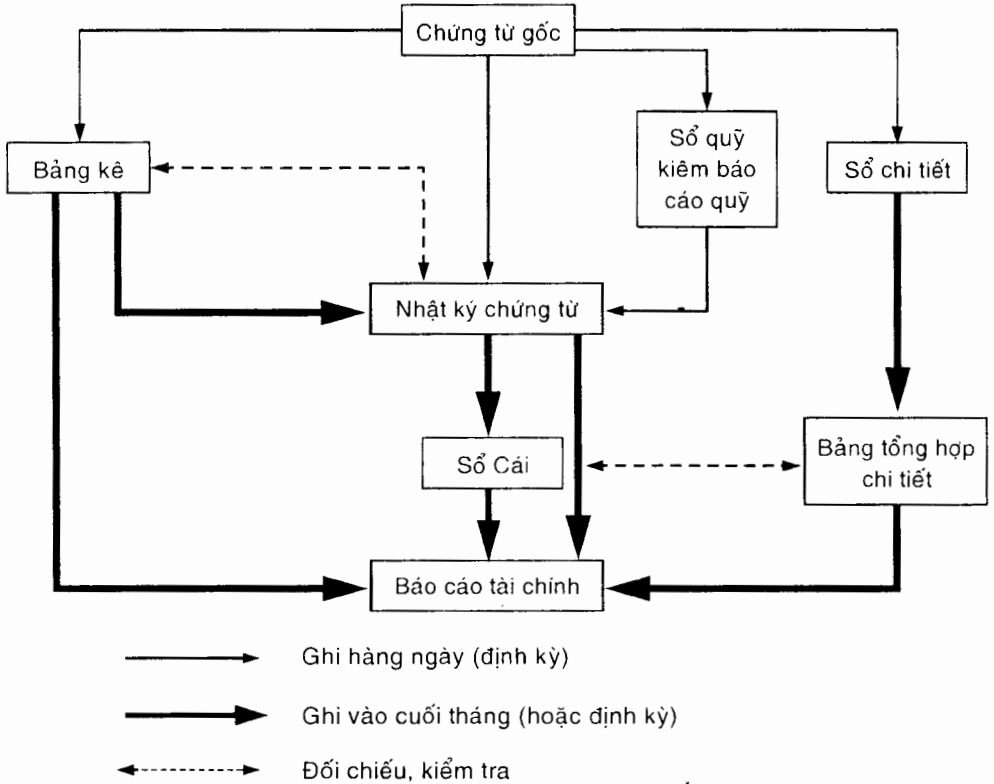 Chứng từ gốc
Bảng kê
Sổ quỹ
kiêm báo
cáo quỹ
Sổ chi tiết
Nhật ký chứng từ
Sổ Cái
Bảng tổng hợp
chi tiết
Báo cáo tài chính
Ghi hàng ngày (định kỳ)
Ghi vào cuối tháng (hoặc định kỳ)
Đối chiếu, kiểm tra